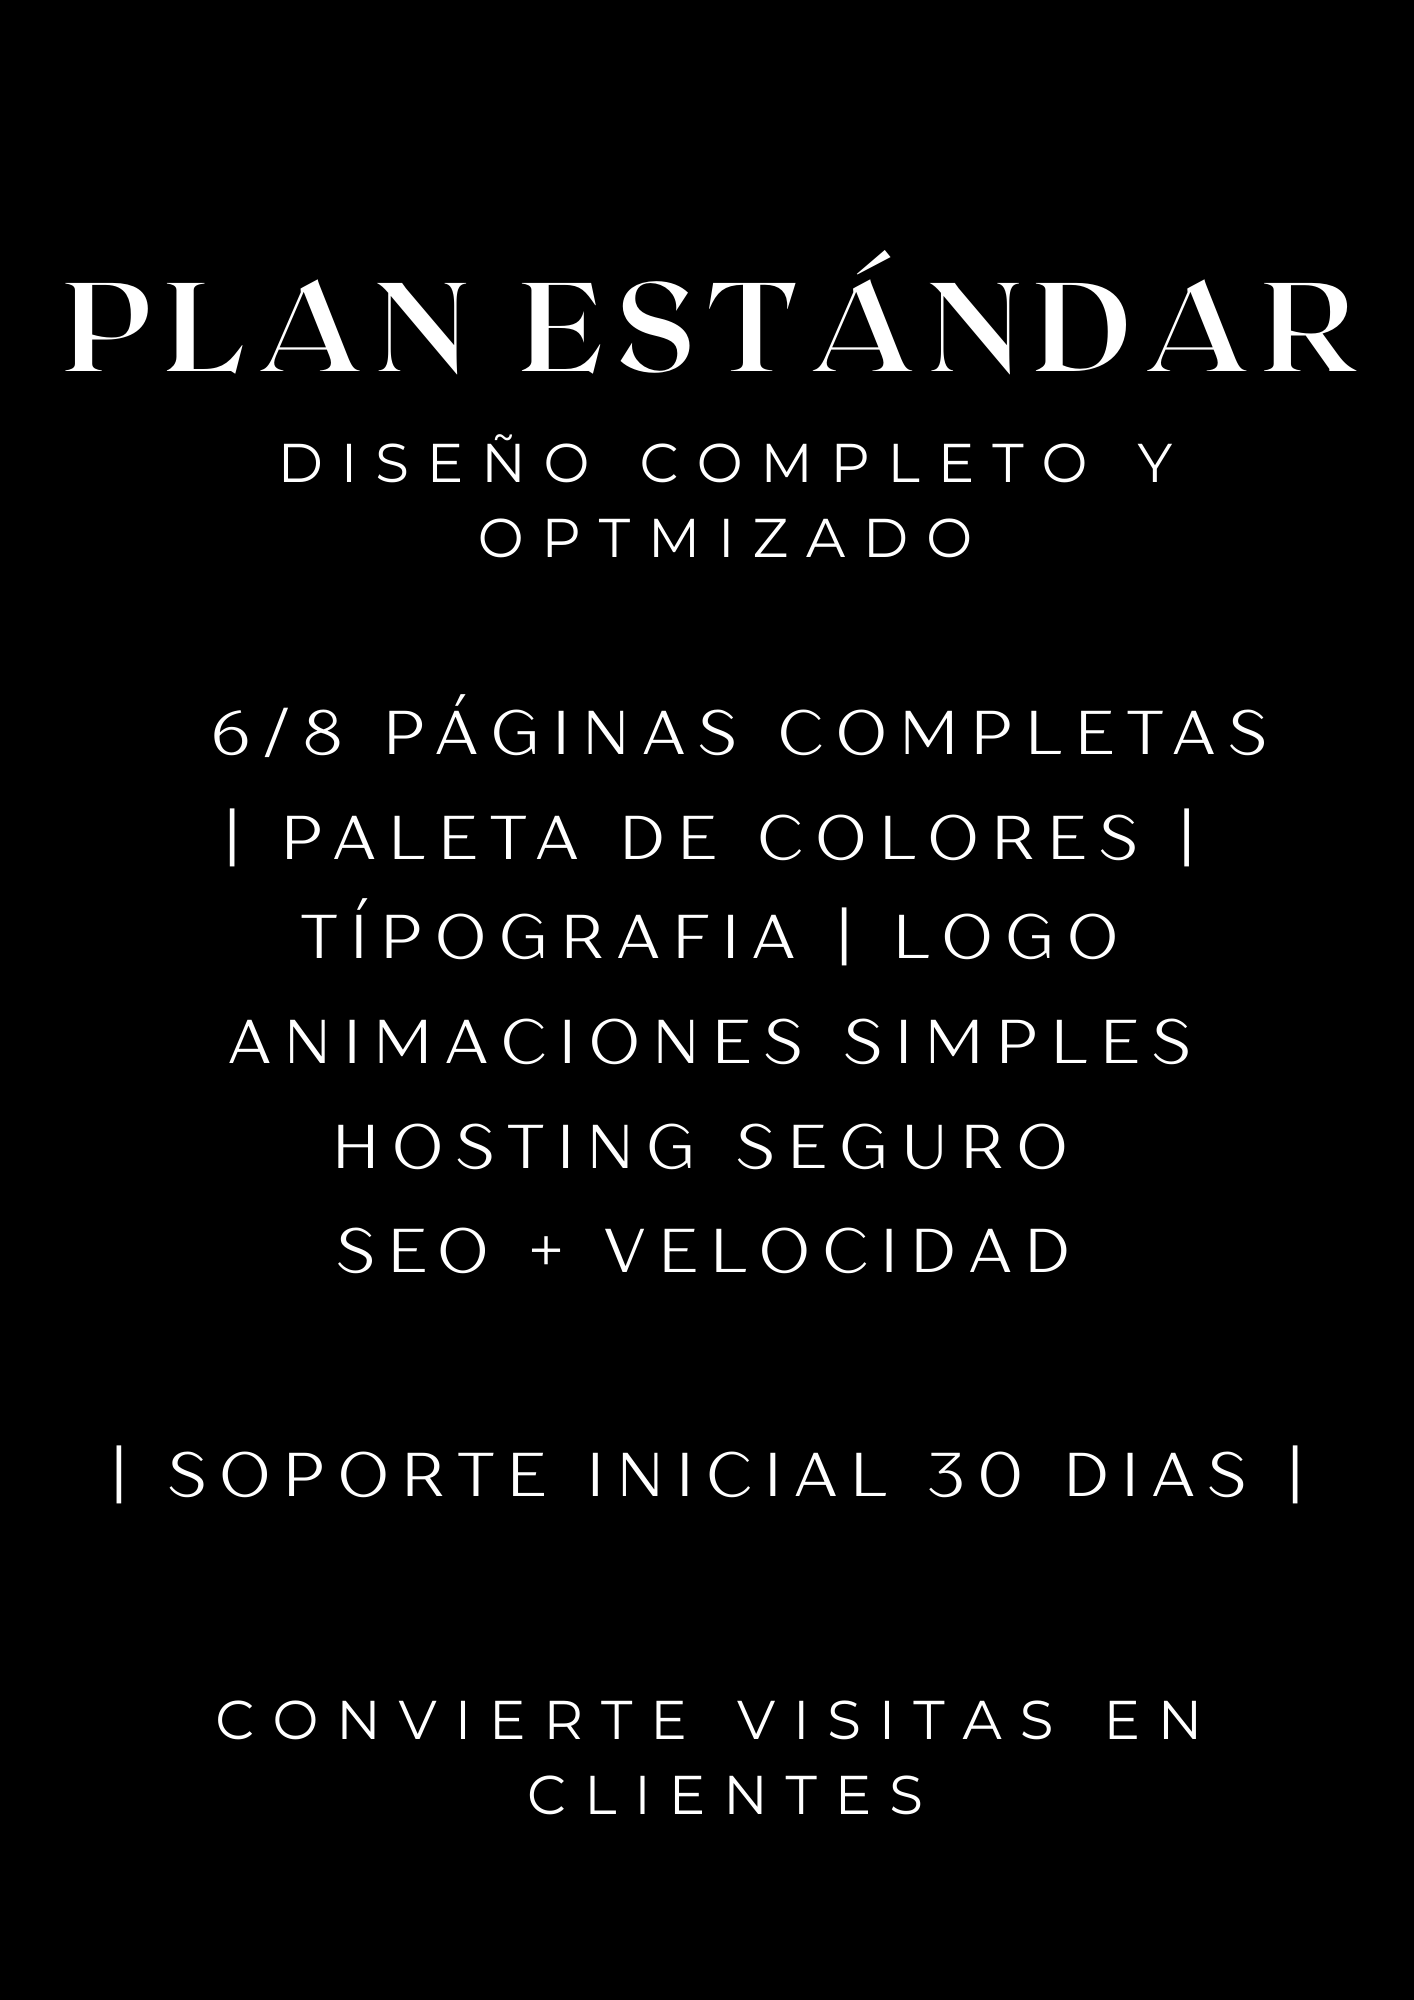 PLAN ESTÁNDAR
DISEÑO COMPLETO Y
OPTMIZADO
6/8 PÁGINAS COMPLETAS
| PALETA DE COLORES |
TÍPOGRAFIA | LOGO
ANIMACIONES SIMPLES
HOSTING SEGURO
SEO + VELOCIDAD
| SOPORTE INICIAL 30 DIAS |
CONVIERTE VISITAS EN
CLIENTES